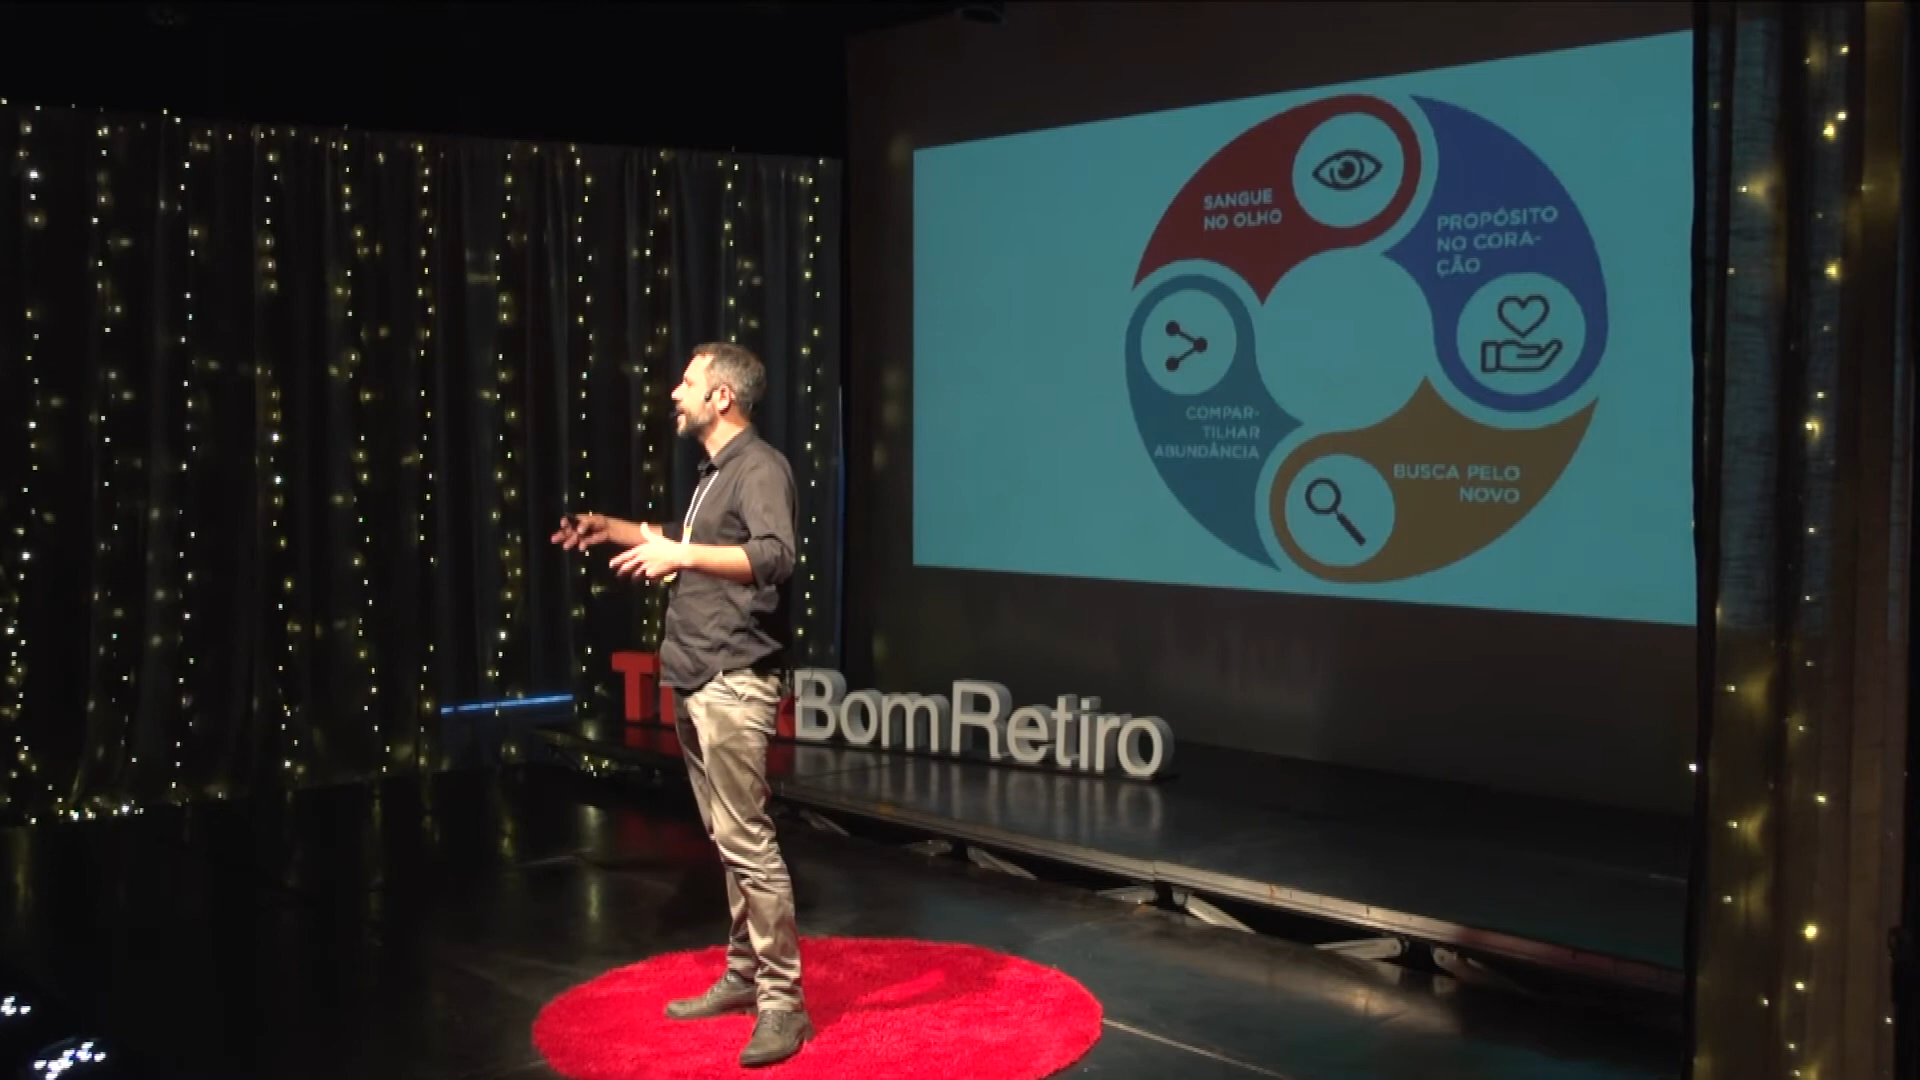 SANGUE
NO OLHO
PROPÓSITO
NO CORA-
ÇÃO
COMPAR-
TILHAR
ABUNDÂNCIA
BUSCA PELO
NOVO
BomRetiro